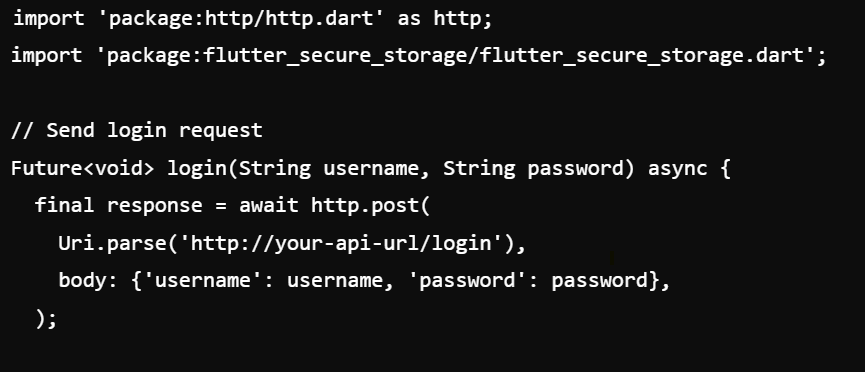 import 'package:http/http.dart' as http;
import 'package:flutter_secure_storage/flutter_secure_storage.dart';
// Send login request
Future<void> login(String username, String password) async {
final response = await http.post(
Uri.parse('http://your-api-url/login'),
body: {'username': username, 'password': password},
);